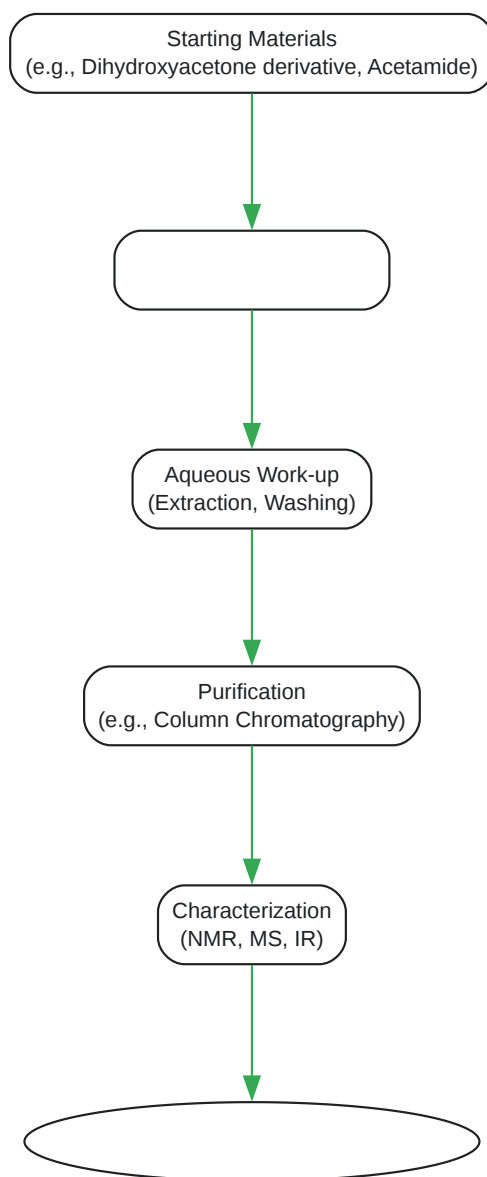 Starting Materials
(e.g., Dihydroxyacetone derivative, Acetamide)
Aqueous Work-up
(Extraction, Washing)
Purification
(e.g., Column Chromatography)
Characterization
(NMR, MS, IR)